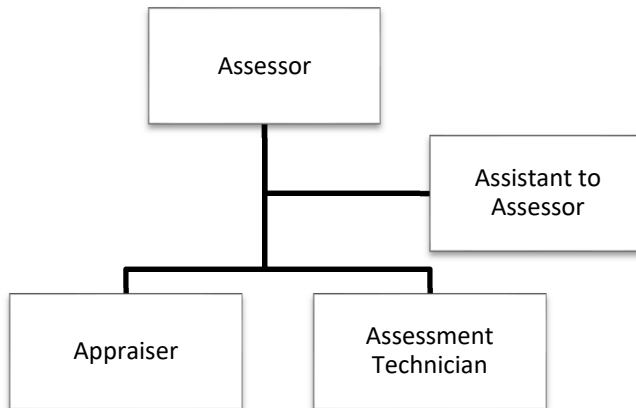 Assessor
Assistant to
Assessor
Appraiser
Assessment
Technician